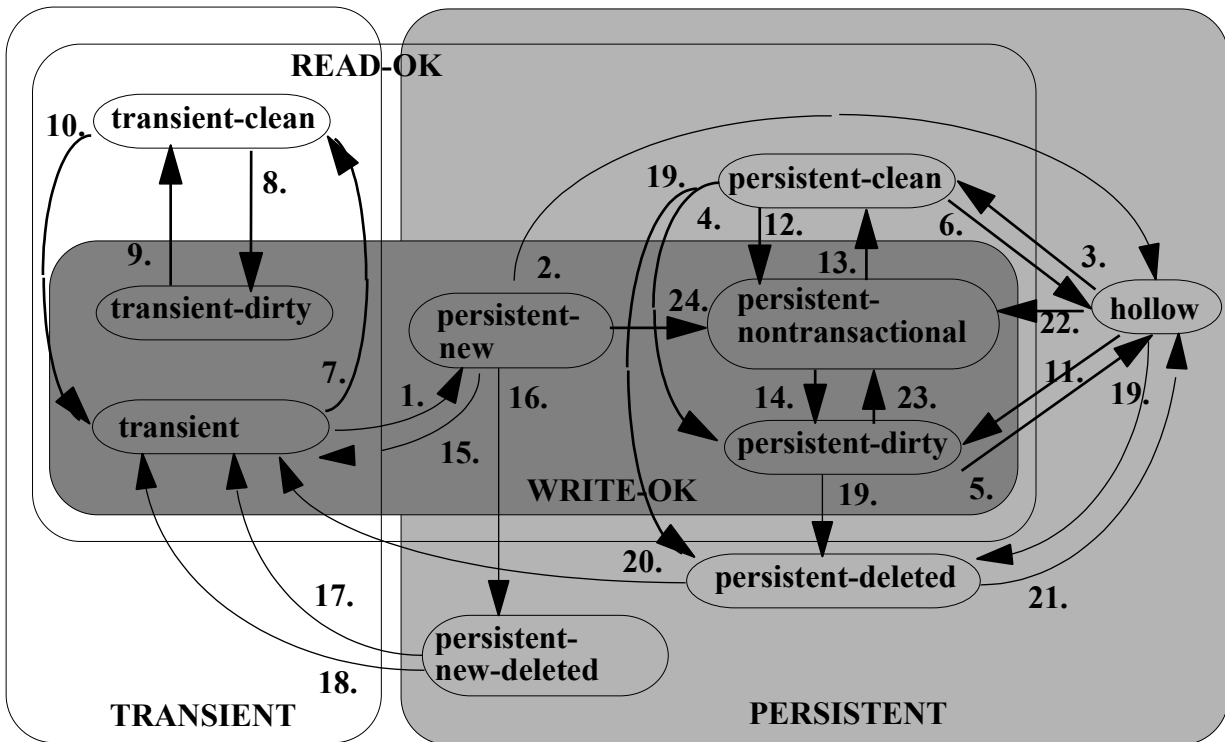 READ-OK
10.
transient-clean
8.
9.
transient-dirty
7.
transient
1.
2.
persistent-
new
15.
16.
24.
19.
4.
12.
persistent-clean
13.
6.
3.
persistent-
nontransactional
22.
hollow
14.
23.
11.
19.
persistent-dirty
19.
5.
WRITE-OK
20.
persistent-deleted
21.
17.
18.
persistent-
new-deleted
TRANSIENT
PERSISTENT